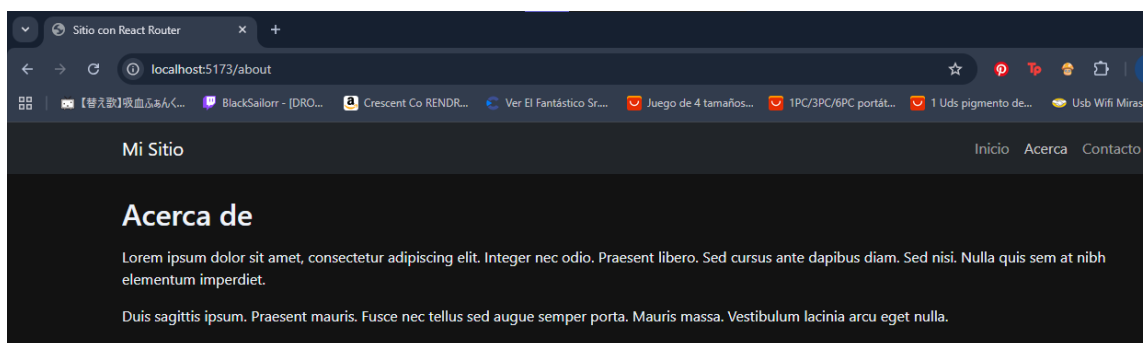 Sitio con React Router
localhost:5173/about
【替え歌】吸血ふぁんく... BlackSailorr - [DRO... Crescent Co RENDR... Ver El Fantástico Sr.... Juego de 4 tamaños... 1PC/3PC/6PC portát... 1 Uds pigmento de... Usb Wifi Miras
Mi Sitio Inicio Acerca Contacto
Acerca de
Lorem ipsum dolor sit amet, consectetur adipiscing elit. Integer nec odio. Praesent libero. Sed cursus ante dapibus diam. Sed nisi. Nulla quis sem at nibh
elementum imperdiet.
Duis sagittis ipsum. Praesent mauris. Fusce nec tellus sed augue semper porta. Mauris massa. Vestibulum lacinia arcu eget nulla.